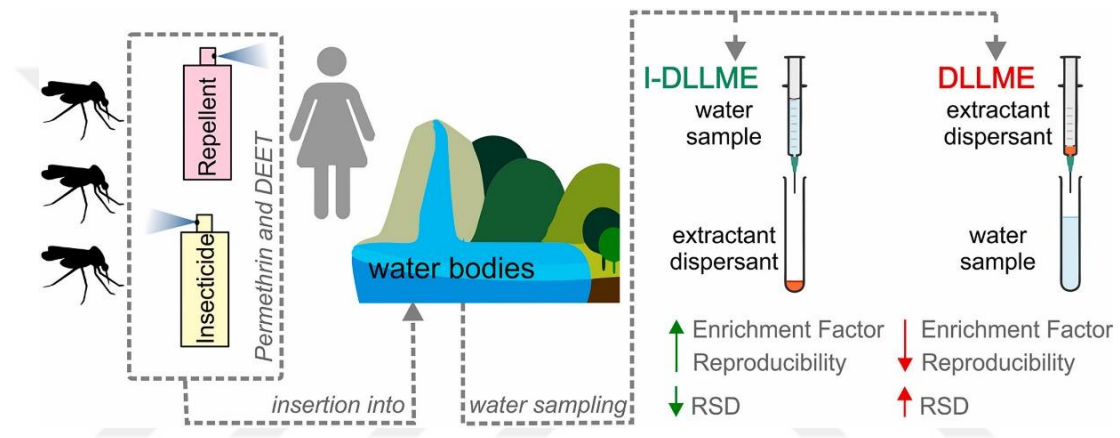 Repellent
Insecticide
Permethrin and DEET
insertion into
water bodies
water sampling
I-DLLME
water
sample
extractant
dispersant
Enrichment Factor
Reproducibility
RSD
DLLME
extractant
dispersant
water
sample
Enrichment Factor
Reproducibility
RSD